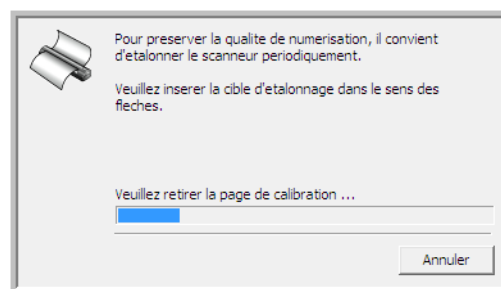 Pour preserver la qualite de numerisation, il convient
d'etalonner le scanneur periodiquement.
Veuillez inserer la cible d'etalonnage dans le sens des
fleches.
Veuillez retirer la page de calibration ...
Annuler